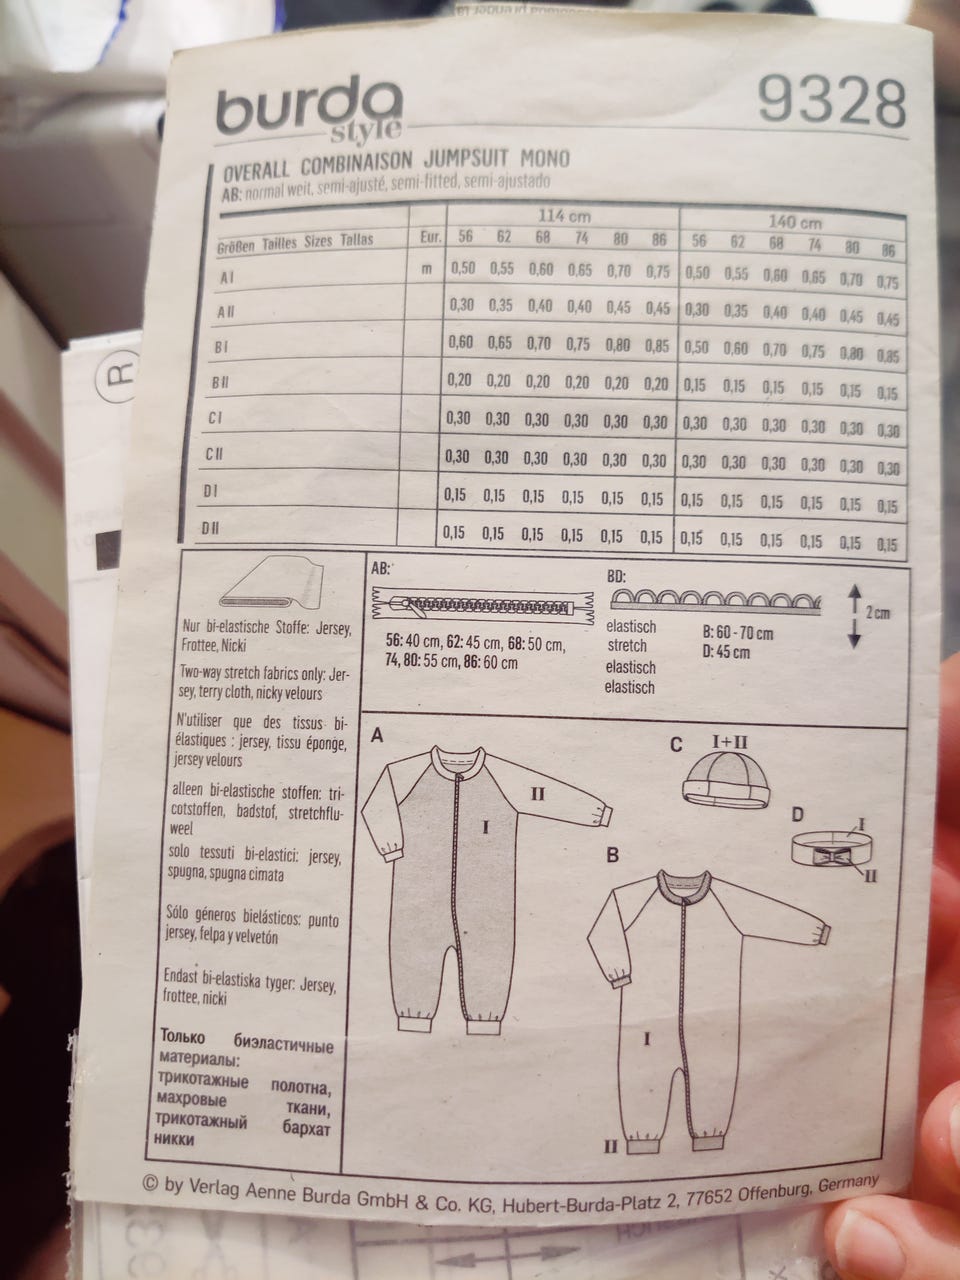 burda
style
9328
OVERALL COMBINAISON JUMPSUIT MONO
AB: normal weit, semi-ajusté, semi-fitted, semi-ajustado
114 cm 140 cm
Größen Tailles Sizes Tallas Eur. 56 62 68 74 80 86 56 62 68 74 80 86
A I m 0,50 0,55 0,60 0,65 0,70 0,75 0,50 0,55 0,60 0,65 0,70 0,75
A II 0,30 0,35 0,40 0,40 0,45 0,45 0,30 0,35 0,40 0,40 0,45 0,45
B I 0,60 0,65 0,70 0,75 0,80 0,85 0,50 0,60 0,70 0,75 0,80 0,85
B II 0,20 0,20 0,20 0,20 0,20 0,20 0,15 0,15 0,15 0,15 0,15 0,15
C I 0,30 0,30 0,30 0,30 0,30 0,30 0,30 0,30 0,30 0,30 0,30 0,30
C II 0,30 0,30 0,30 0,30 0,30 0,30 0,30 0,30 0,30 0,30 0,30 0,30
D I 0,15 0,15 0,15 0,15 0,15 0,15 0,15 0,15 0,15 0,15 0,15 0,15
D II 0,15 0,15 0,15 0,15 0,15 0,15 0,15 0,15 0,15 0,15 0,15 0,15
R
Nur bi-elastische Stoffe: Jersey,
Frottee, Nicki
Two-way stretch fabrics only: Jer-
sey, terry cloth, nicky velours
N'utiliser que des tissus bi-
élastiques : jersey, tissu éponge,
jersey velours
alleen bi-elastische stoffen: tri-
cotstoffen, badstof, stretchflu-
weel
solo tessuti bi-elastici: jersey,
spugna, spugna cimata
Sólo géneros bielásticos: punto
jersey, felpa y velvetón
Endast bi-elastiska tyger: Jersey,
frottee, nicki
Только биэластичные
материалы:
трикотажные полотна,
махровые ткани,
трикотажный бархат
никки
AB:
56: 40 cm, 62: 45 cm, 68: 50 cm,
74, 80: 55 cm, 86: 60 cm
BD:
elastisch
stretch
elastisch
elastisch
B: 60 - 70 cm
D: 45 cm
2 cm
A
II
I
C I+II
D
I
II
B
I
II
© by Verlag Aenne Burda GmbH & Co. KG, Hubert-Burda-Platz 2, 77652 Offenburg, Germany